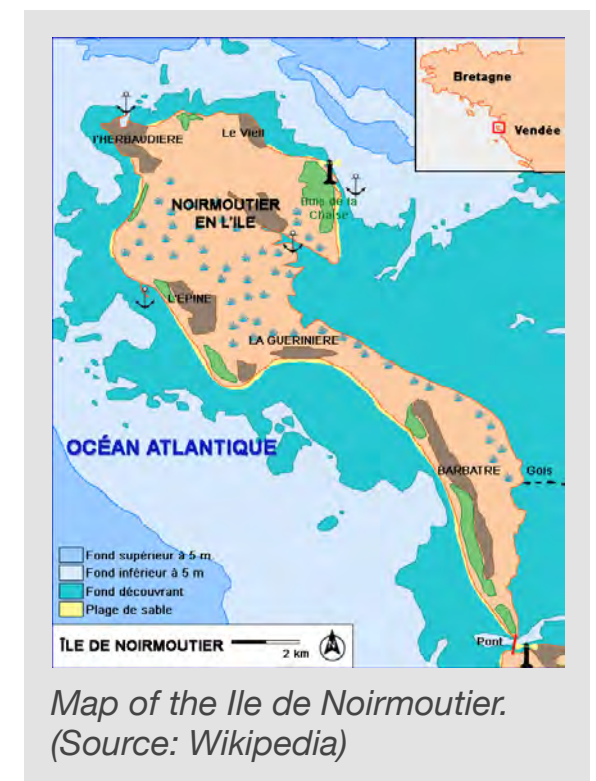 Bretagne
Vendée
l'HERBAUDIERE
Le Vieil
NOIRMOUTIER
EN L'ILE
Bois de la
Chaise
L'EPINE
LA GUERINIERE
OCÉAN ATLANTIQUE
BARBATRE
Gois
Fond supérieur à 5 m
Fond inférieur à 5 m
Fond découvrant
Plage de sable
Pont
ÎLE DE NOIRMOUTIER
2 km
Map of the Ile de Noirmoutier.
(Source: Wikipedia)